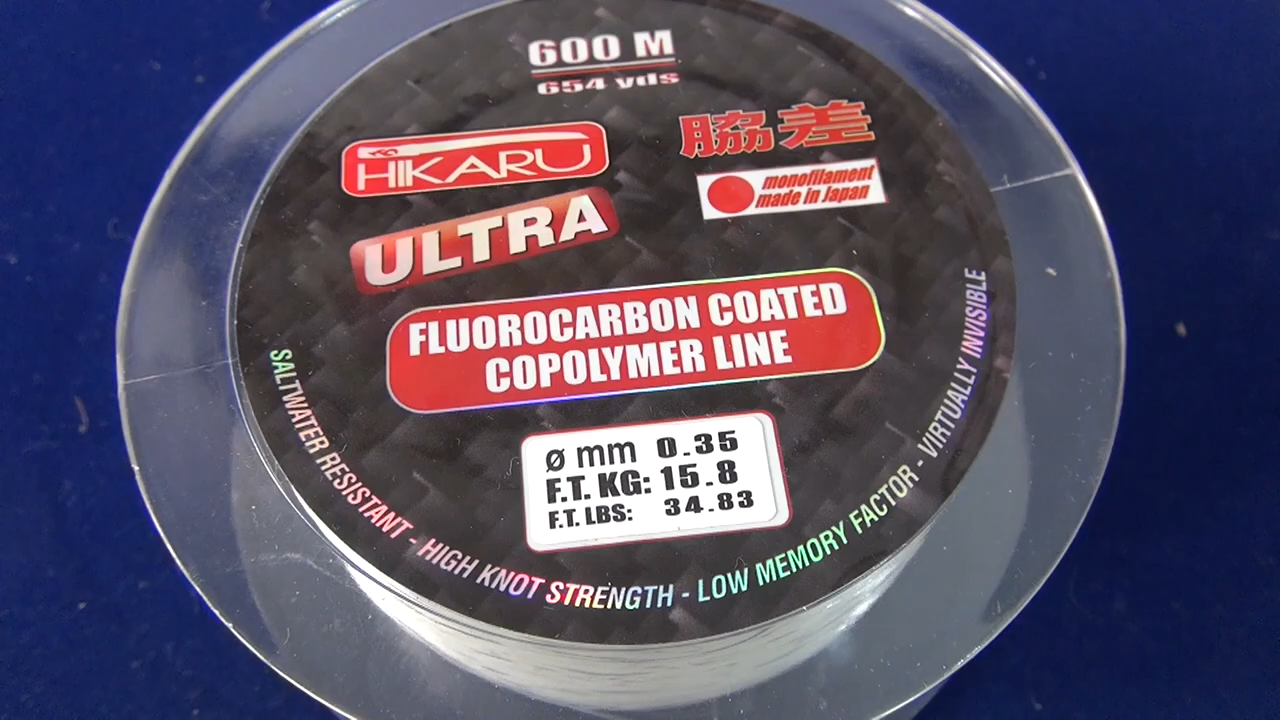 600 M
654 yds
HIKARU
脇差
monofilament
made in Japan
ULTRA
FLUOROCARBON COATED
COPOLYMER LINE
ø mm 0.35
F.T. KG: 15.8
F.T. LBS: 34.83
SALTWATER RESISTANT - HIGH KNOT STRENGTH - LOW MEMORY FACTOR - VIRTUALLY INVISIBLE